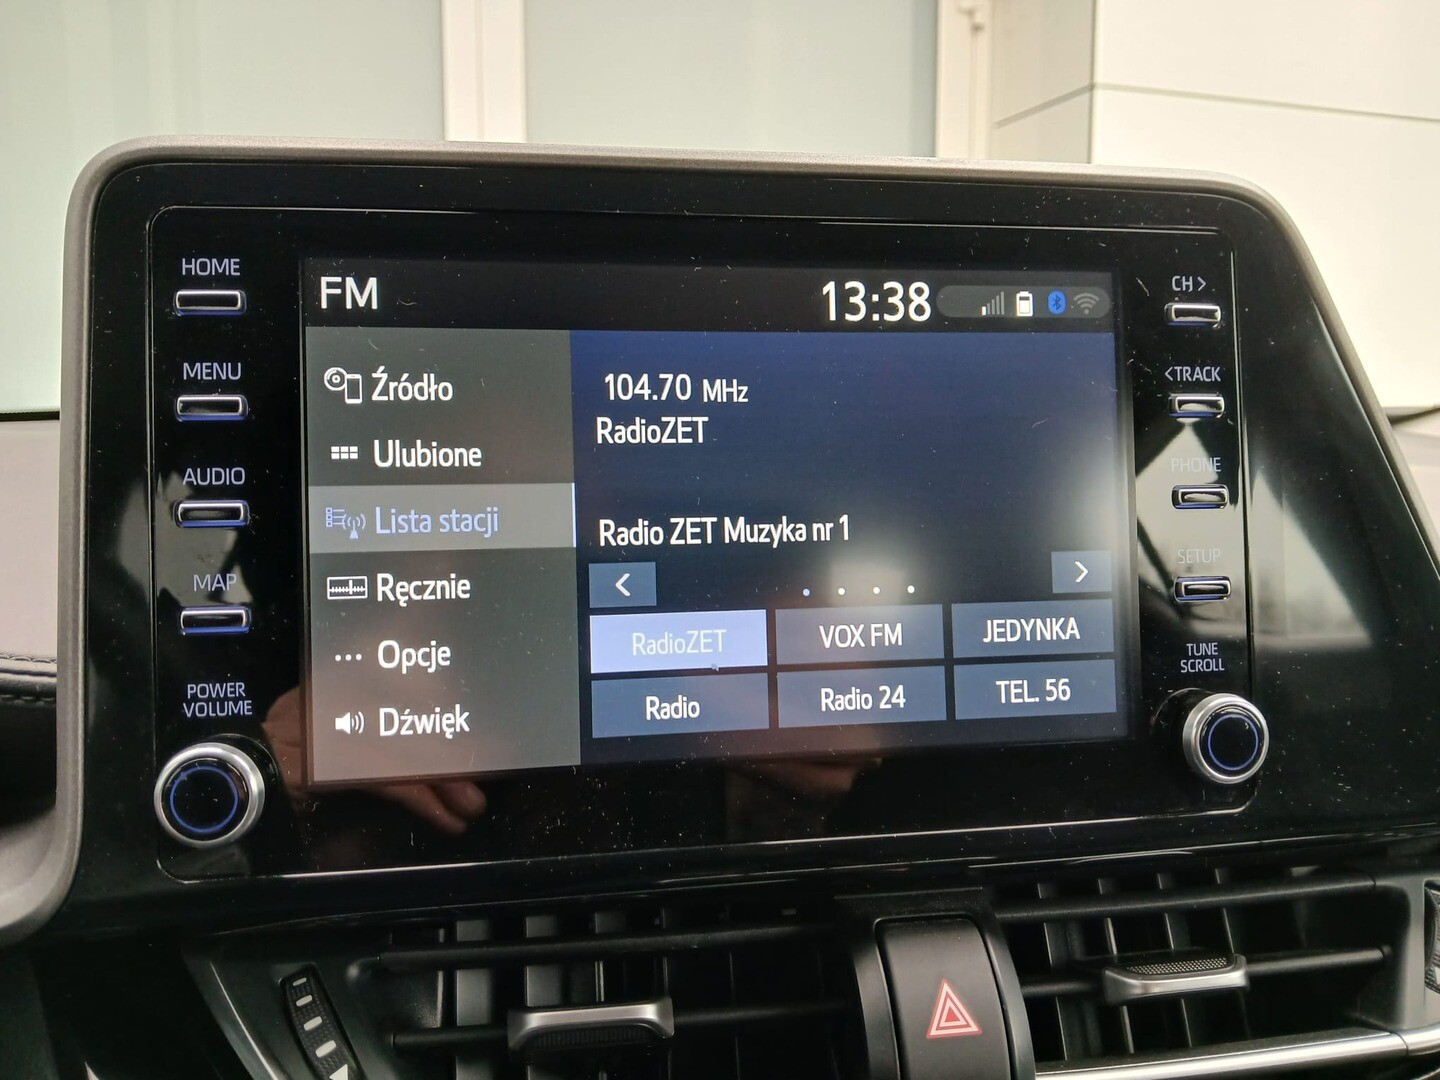 HOME
MENU
AUDIO
MAP
POWER
VOLUME
FM
13:38
Źródło
Ulubione
Lista stacji
Ręcznie
Opcje
Dźwięk
104.70 MHz
RadioZET
Radio ZET Muzyka nr 1
< >
RadioZET VOX FM JEDYNKA
Radio Radio 24 TEL. 56
CH >
< TRACK
PHONE
SETUP
TUNE
SCROLL